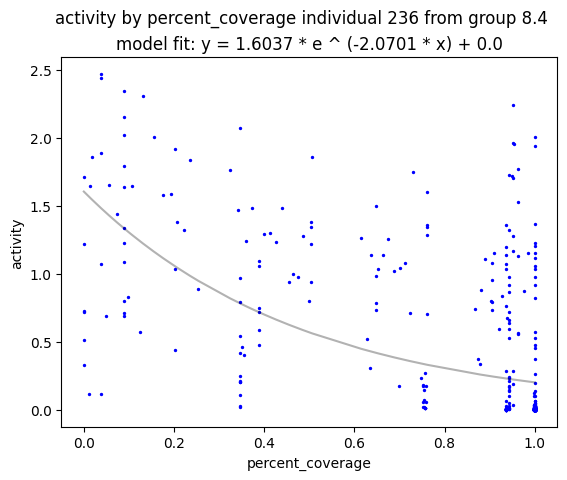 activity by percent_coverage individual 236 from group 8.4
model fit: y = 1.6037 * e ^ (-2.0701 * x) + 0.0
2.5
2.0
1.5
1.0
0.5
0.0
activity
0.0 0.2 0.4 0.6 0.8 1.0
percent_coverage